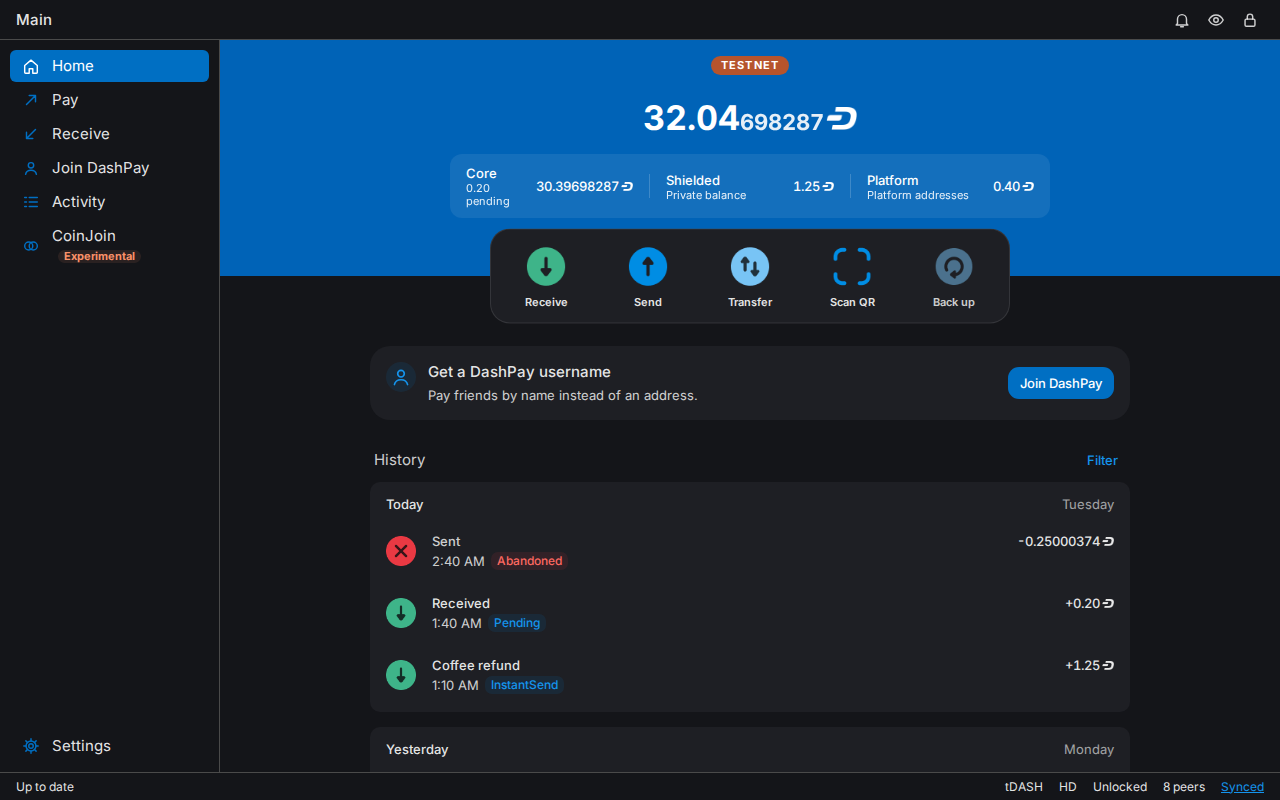 Main
Home
Pay
Receive
Join DashPay
Activity
CoinJoin
Experimental
Settings
TESTNET
32.04698287
Core
0.20
pending
30.39698287
Shielded
Private balance
1.25
Platform
Platform addresses
0.40
Receive
Send
Transfer
Scan QR
Back up
Get a DashPay username
Pay friends by name instead of an address.
Join DashPay
History
Filter
Today
Tuesday
Sent
-0.25000374
2:40 AM Abandoned
Received
+0.20
1:40 AM Pending
Coffee refund
+1.25
1:10 AM InstantSend
Yesterday
Monday
Up to date
tDASH HD Unlocked 8 peers Synced